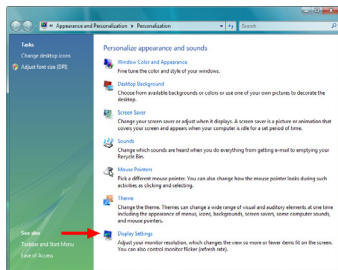 « Appearance and Personalization ▸ Personalization
Search
Tasks
Change desktop icons
Adjust font size (DPI)
Personalize appearance and sounds
Window Color and Appearance
Fine tune the color and style of your windows.
Desktop Background
Choose from available backgrounds or colors or use one of your own pictures to decorate the
desktop.
Screen Saver
Change your screen saver or adjust when it displays. A screen saver is a picture or animation that
covers your screen and appears when your computer is idle for a set period of time.
Sounds
Change which sounds are heard when you do everything from getting e-mail to emptying your
Recycle Bin.
Mouse Pointers
Pick a different mouse pointer. You can also change how the mouse pointer looks during such
activities as clicking and selecting.
Theme
Change the theme. Themes can change a wide range of visual and auditory elements at one time
including the appearance of menus, icons, backgrounds, screen savers, some computer sounds,
and mouse pointers.
Display Settings
Adjust your monitor resolution, which changes the view so more or fewer items fit on the screen.
You can also control monitor flicker (refresh rate).
See also
Taskbar and Start Menu
Ease of Access